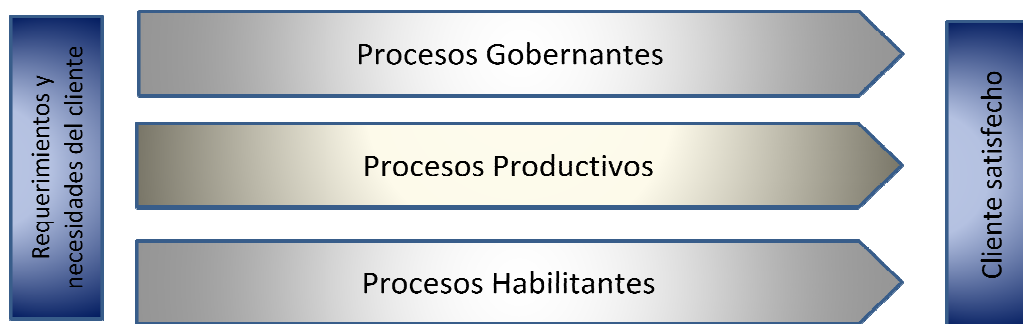 Requerimientos y
necesidades del cliente
Procesos Gobernantes
Procesos Productivos
Procesos Habilitantes
Cliente satisfecho